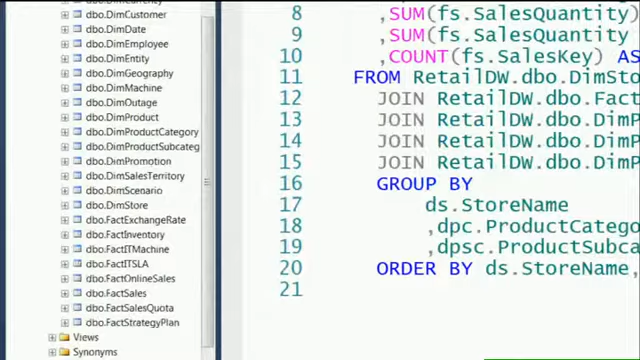 dbo.DimCustomer
dbo.DimDate
dbo.DimEmployee
dbo.DimEntity
dbo.DimGeography
dbo.DimMachine
dbo.DimOutage
dbo.DimProduct
dbo.DimProductCategory
dbo.DimProductSubcateg
dbo.DimPromotion
dbo.DimSalesTerritory
dbo.DimScenario
dbo.DimStore
dbo.FactExchangeRate
dbo.FactInventory
dbo.FactITMachine
dbo.FactITSLA
dbo.FactOnlineSales
dbo.FactSales
dbo.FactSalesQuota
dbo.FactStrategyPlan
Views
Synonyms
8 ,SUM(fs.SalesQuantity)
9 ,SUM(fs.SalesQuantity
10 ,COUNT(fs.SalesKey) AS
11 FROM RetailDW.dbo.DimSto
12 JOIN RetailDW.dbo.Fact
13 JOIN RetailDW.dbo.DimP
14 JOIN RetailDW.dbo.DimP
15 JOIN RetailDW.dbo.DimP
16 GROUP BY
17 ds.StoreName
18 ,dpc.ProductCatego
19 ,dpsc.ProductSubca
20 ORDER BY ds.StoreName,
21